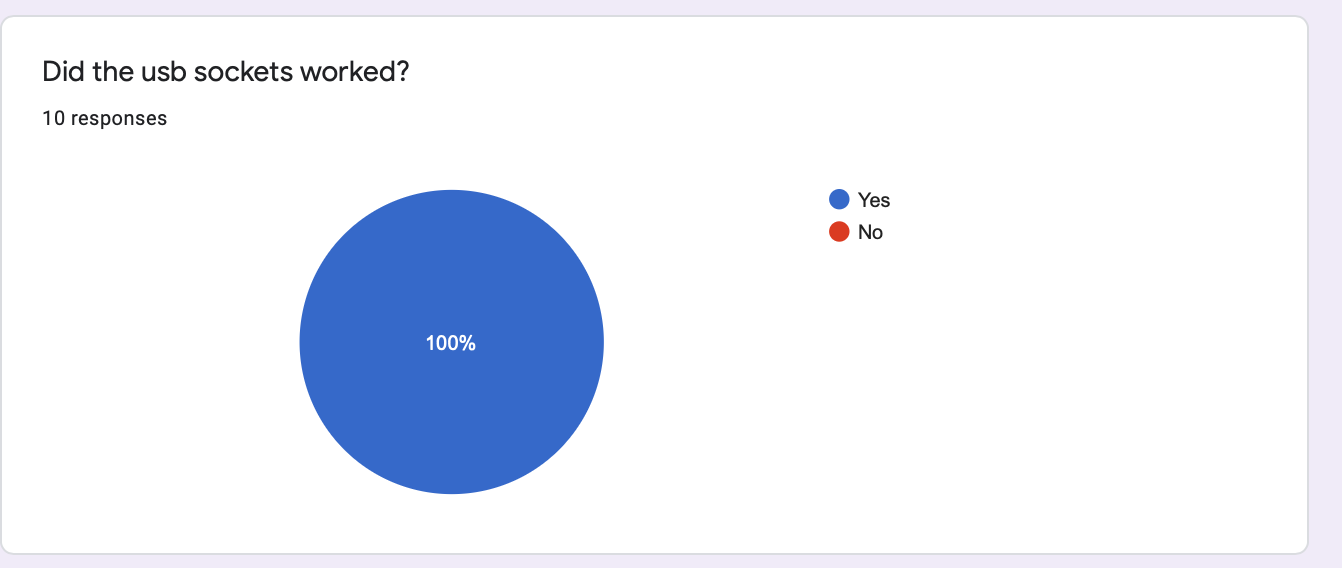 Did the usb sockets worked?
10 responses
Yes
No
100%